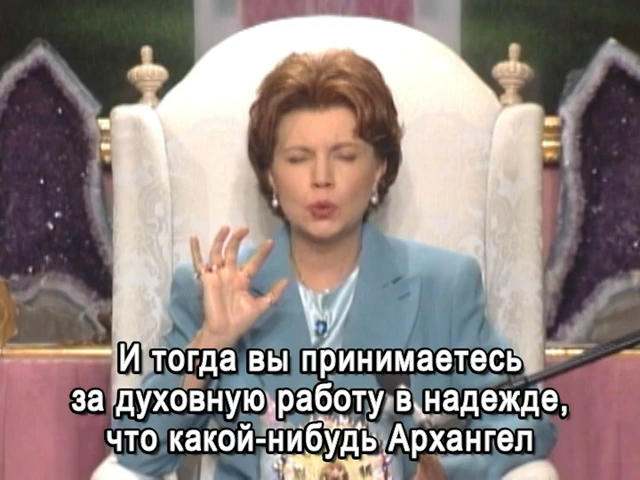 И тогда вы принимаетесь
за духовную работу в надежде,
что какой-нибудь Архангел